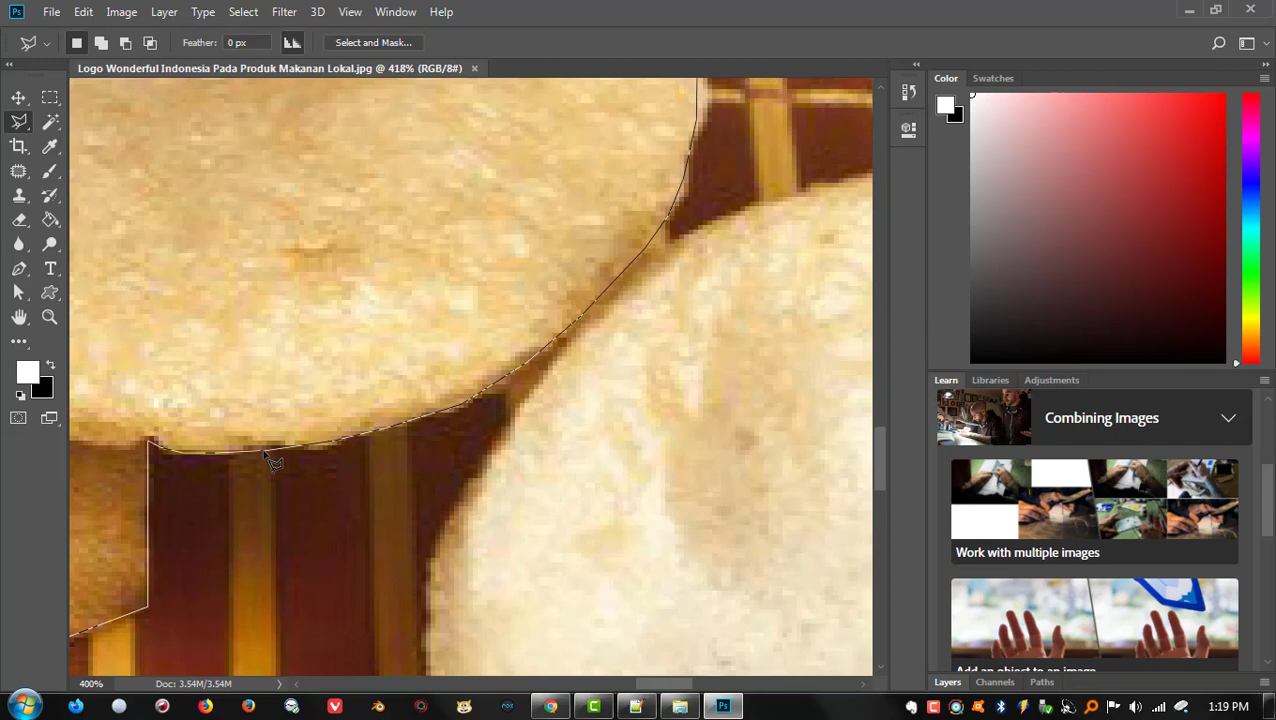 Ps File Edit Image Layer Type Select Filter 3D View Window Help
Feather: 0 px Select and Mask...
Logo Wonderful Indonesia Pada Produk Makanan Lokal.jpg @ 418% (RGB/8#) ×
Color Swatches
Learn Libraries Adjustments
Combining Images
Work with multiple images
Add an object to an image
Layers Channels Paths
400% Doc: 3.54M/3.54M
1:19 PM